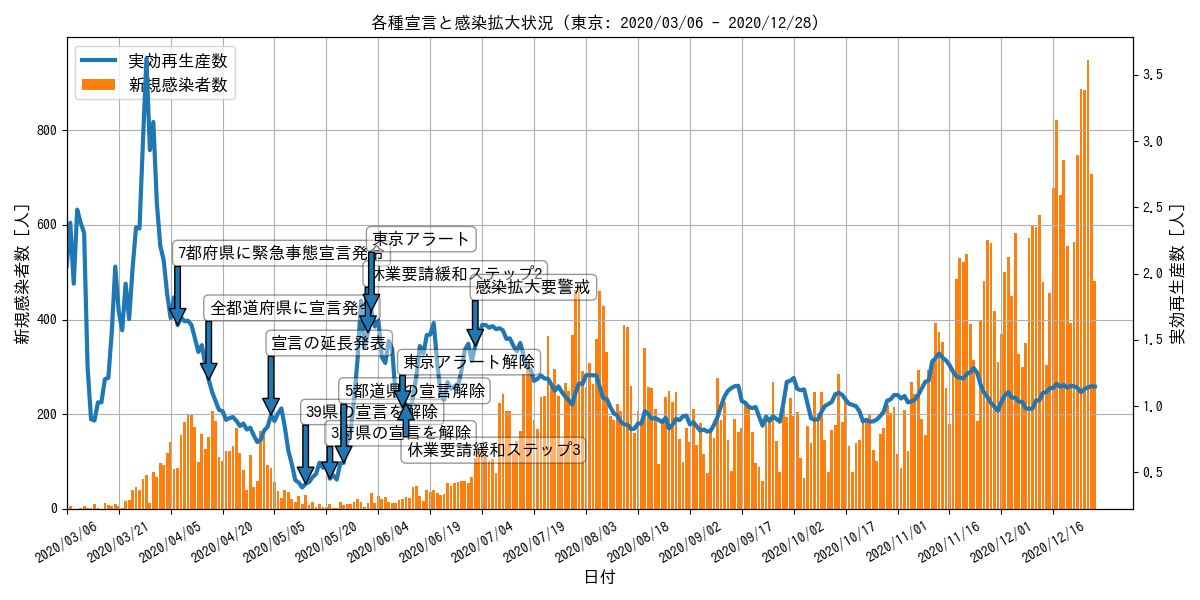 各種宣言と感染拡大状況 (東京: 2020/03/06 - 2020/12/28)
実効再生産数
新規感染者数
東京アラート
7都府県に緊急事態宣言発令
休業要請緩和ステップ2
感染拡大要警戒
全都道府県に宣言発令
宣言の延長発表
東京アラート解除
5都道県の宣言解除
39県の宣言を解除
3府県の宣言を解除
休業要請緩和ステップ3
新規感染者数 [人]
800
600
400
200
0
実効再生産数 [人]
3.5
3.0
2.5
2.0
1.5
1.0
0.5
2020/03/06
2020/03/21
2020/04/05
2020/04/20
2020/05/05
2020/05/20
2020/06/04
2020/06/19
2020/07/04
2020/07/19
2020/08/03
2020/08/18
2020/09/02
2020/09/17
2020/10/02
2020/10/17
2020/11/01
2020/11/16
2020/12/01
2020/12/16
日付